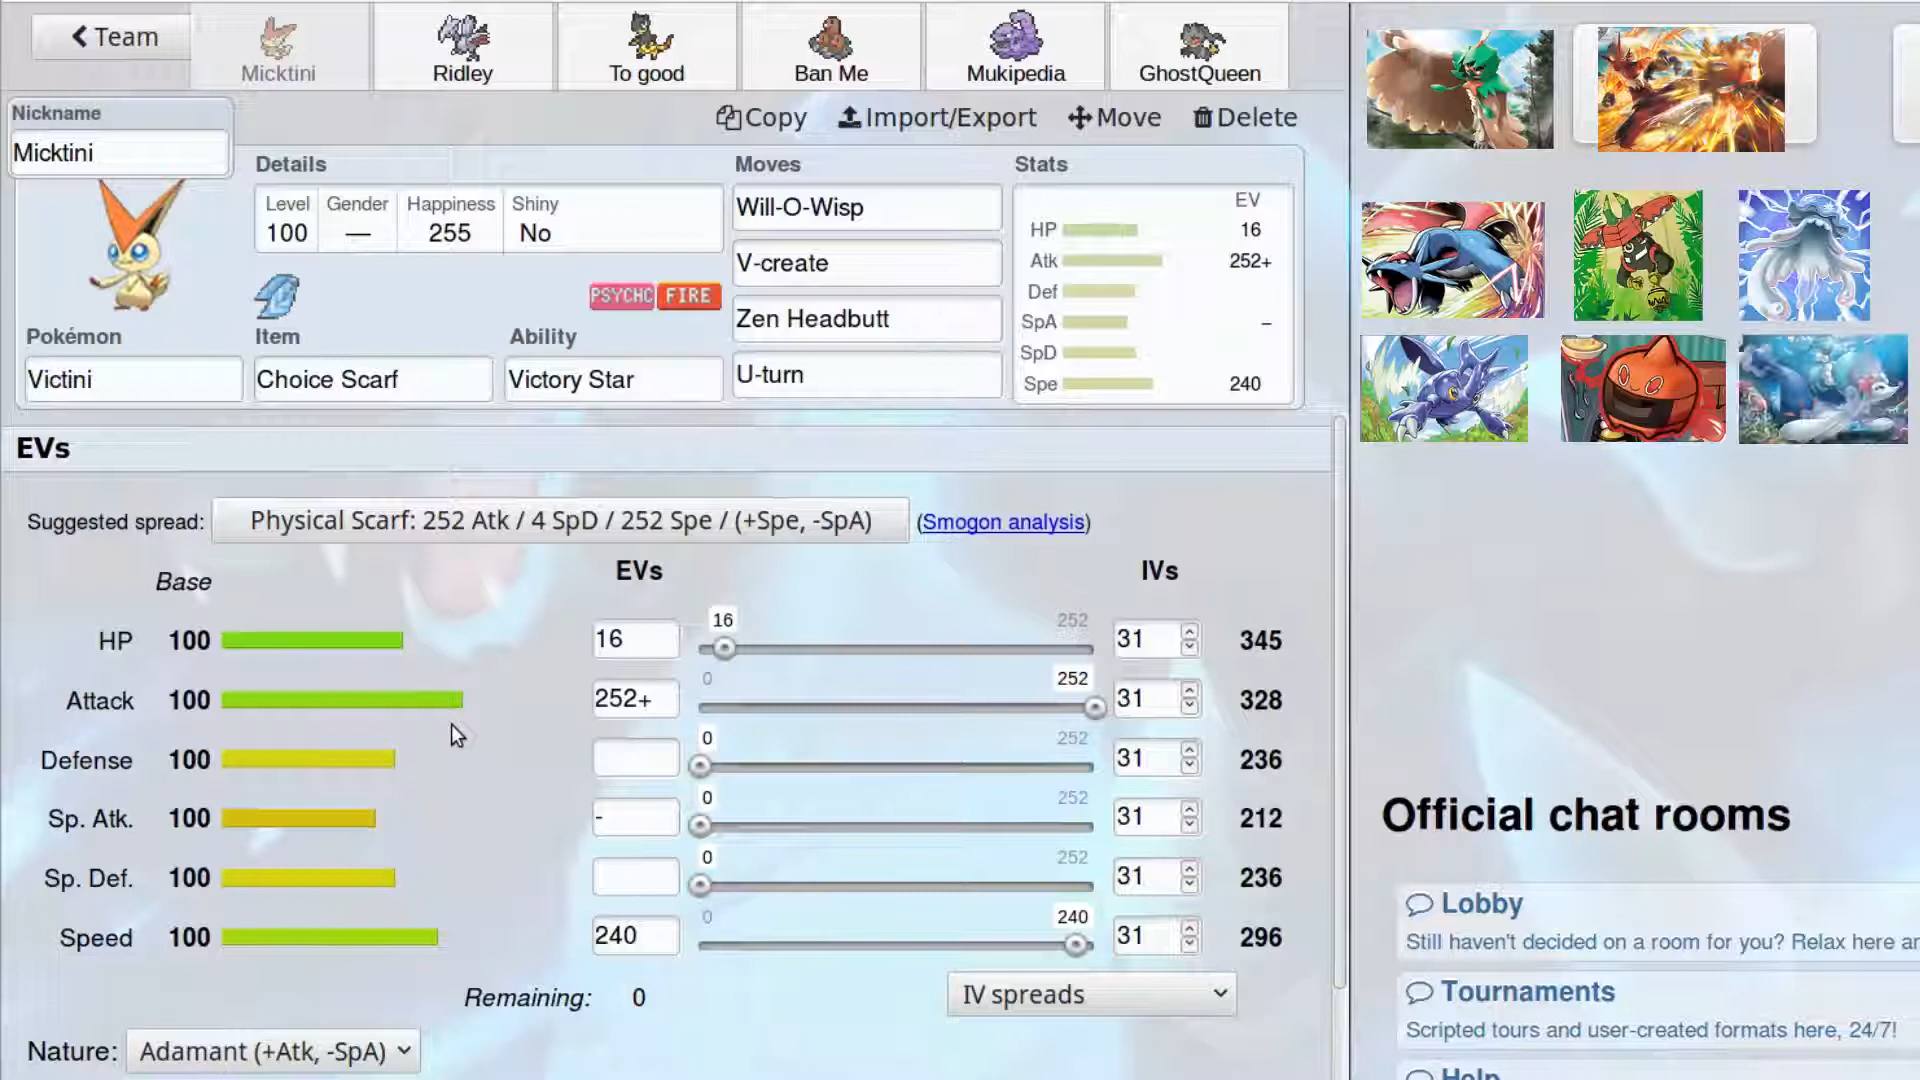 Team
Micktini
Ridley
To good
Ban Me
Mukipedia
GhostQueen
Nickname
Micktini
Copy
Import/Export
Move
Delete
Details
Moves
Stats
Level
Gender
Happiness
Shiny
100
—
255
No
Will-O-Wisp
V-create
Zen Headbutt
U-turn
EV
HP 16
Atk 252+
Def
SpA –
SpD
Spe 240
PSYCHC FIRE
Pokémon
Item
Ability
Victini
Choice Scarf
Victory Star
EVs
Suggested spread: Physical Scarf: 252 Atk / 4 SpD / 252 Spe / (+Spe, -SpA) (Smogon analysis)
Base
EVs
IVs
16 252
HP 100 16 31 345
0 252
Attack 100 252+ 31 328
0 252
Defense 100 31 236
0 252
Sp. Atk. 100 - 31 212
0 252
Sp. Def. 100 31 236
0 240
Speed 100 240 31 296
Remaining: 0
IV spreads
Nature: Adamant (+Atk, -SpA)
Official chat rooms
Lobby
Still haven't decided on a room for you? Relax here
Tournaments
Scripted tours and user-created formats here, 24/7!
Help